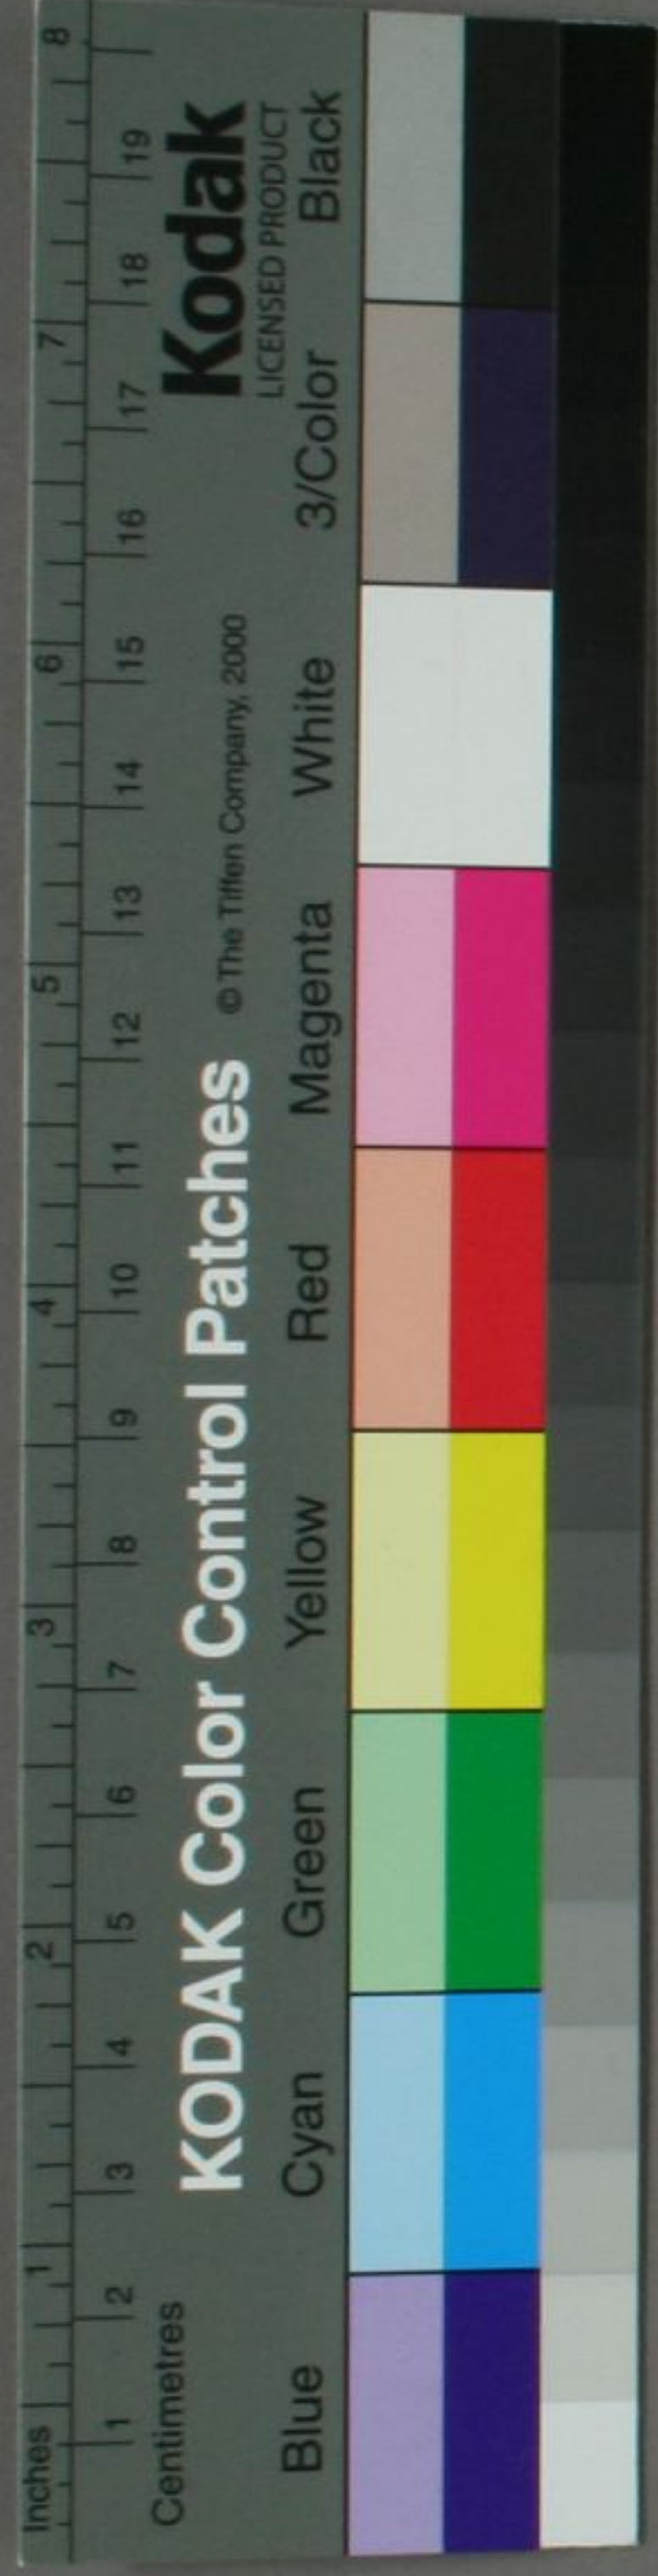 Inches 1 2 3 4 5 6 7 8
Centimetres 1 2 3 4 5 6 7 8 9 10 11 12 13 14 15 16 17 18 19
KODAK Color Control Patches © The Tiffen Company, 2000 Kodak
LICENSED PRODUCT
Blue Cyan Green Yellow Red Magenta White 3/Color Black